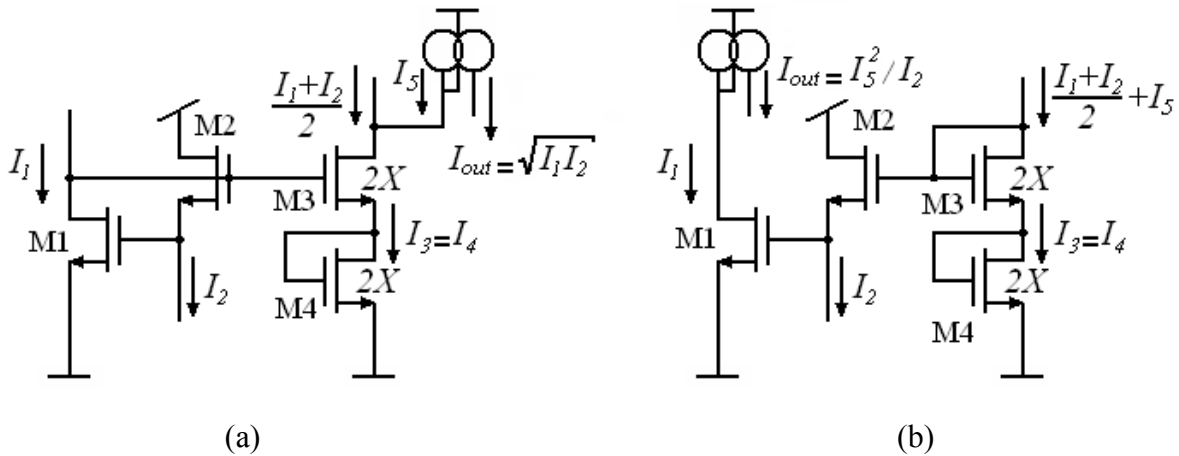 I1
M1
I2
M2
(I1+I2)/2
I5
Iout=√I1I2
M3
2X
I3=I4
M4
2X
(a)
Iout=I5²/I2
I1
M1
M2
I2
(I1+I2)/2+I5
M3
2X
I3=I4
2X
M4
(b)